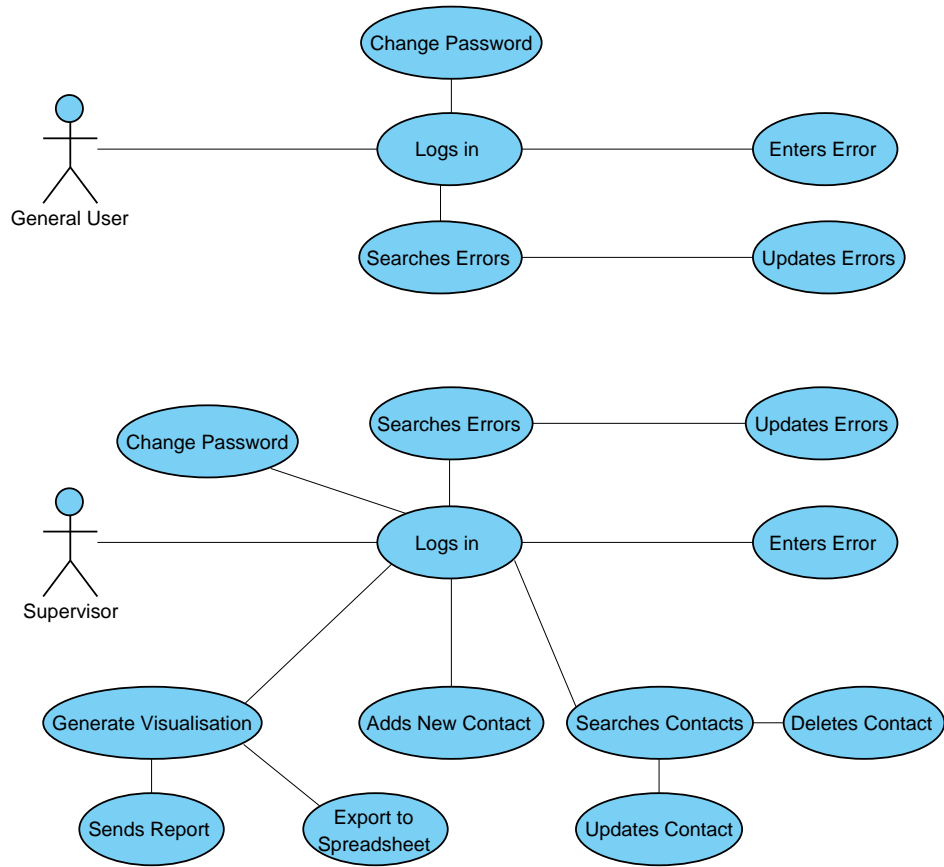 Change Password
Logs in
Enters Error
General User
Searches Errors
Updates Errors
Searches Errors
Updates Errors
Change Password
Logs in
Enters Error
Supervisor
Generate Visualisation
Adds New Contact
Searches Contacts
Deletes Contact
Sends Report
Export to
Spreadsheet
Updates Contact